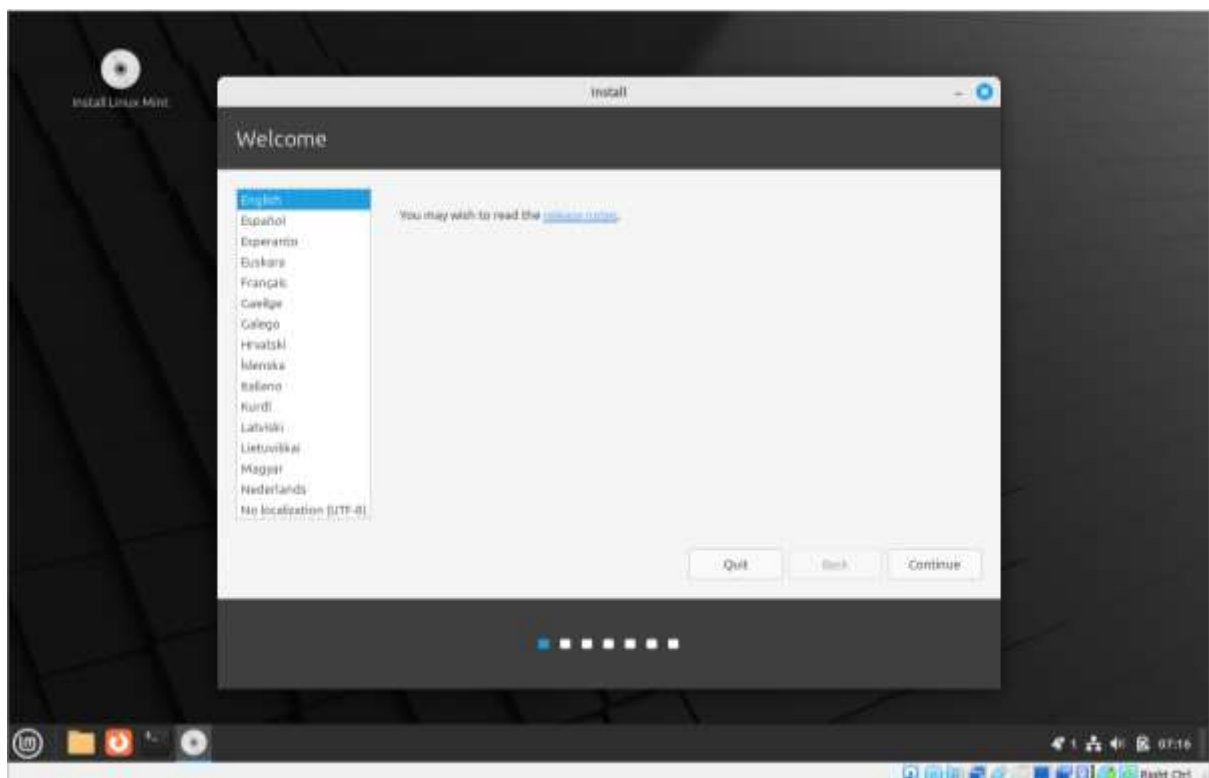 Install Linux Mint
Install
Welcome
English
Español
Esperanto
Euskara
Français
Gaeilge
Galego
Hrvatski
Íslenska
Italiano
Kurdî
Latviski
Lietuviškai
Magyar
Nederlands
No localization (UTF-8)
You may wish to read the release notes.
Quit
Back
Continue
1
07:16
Right Ctrl